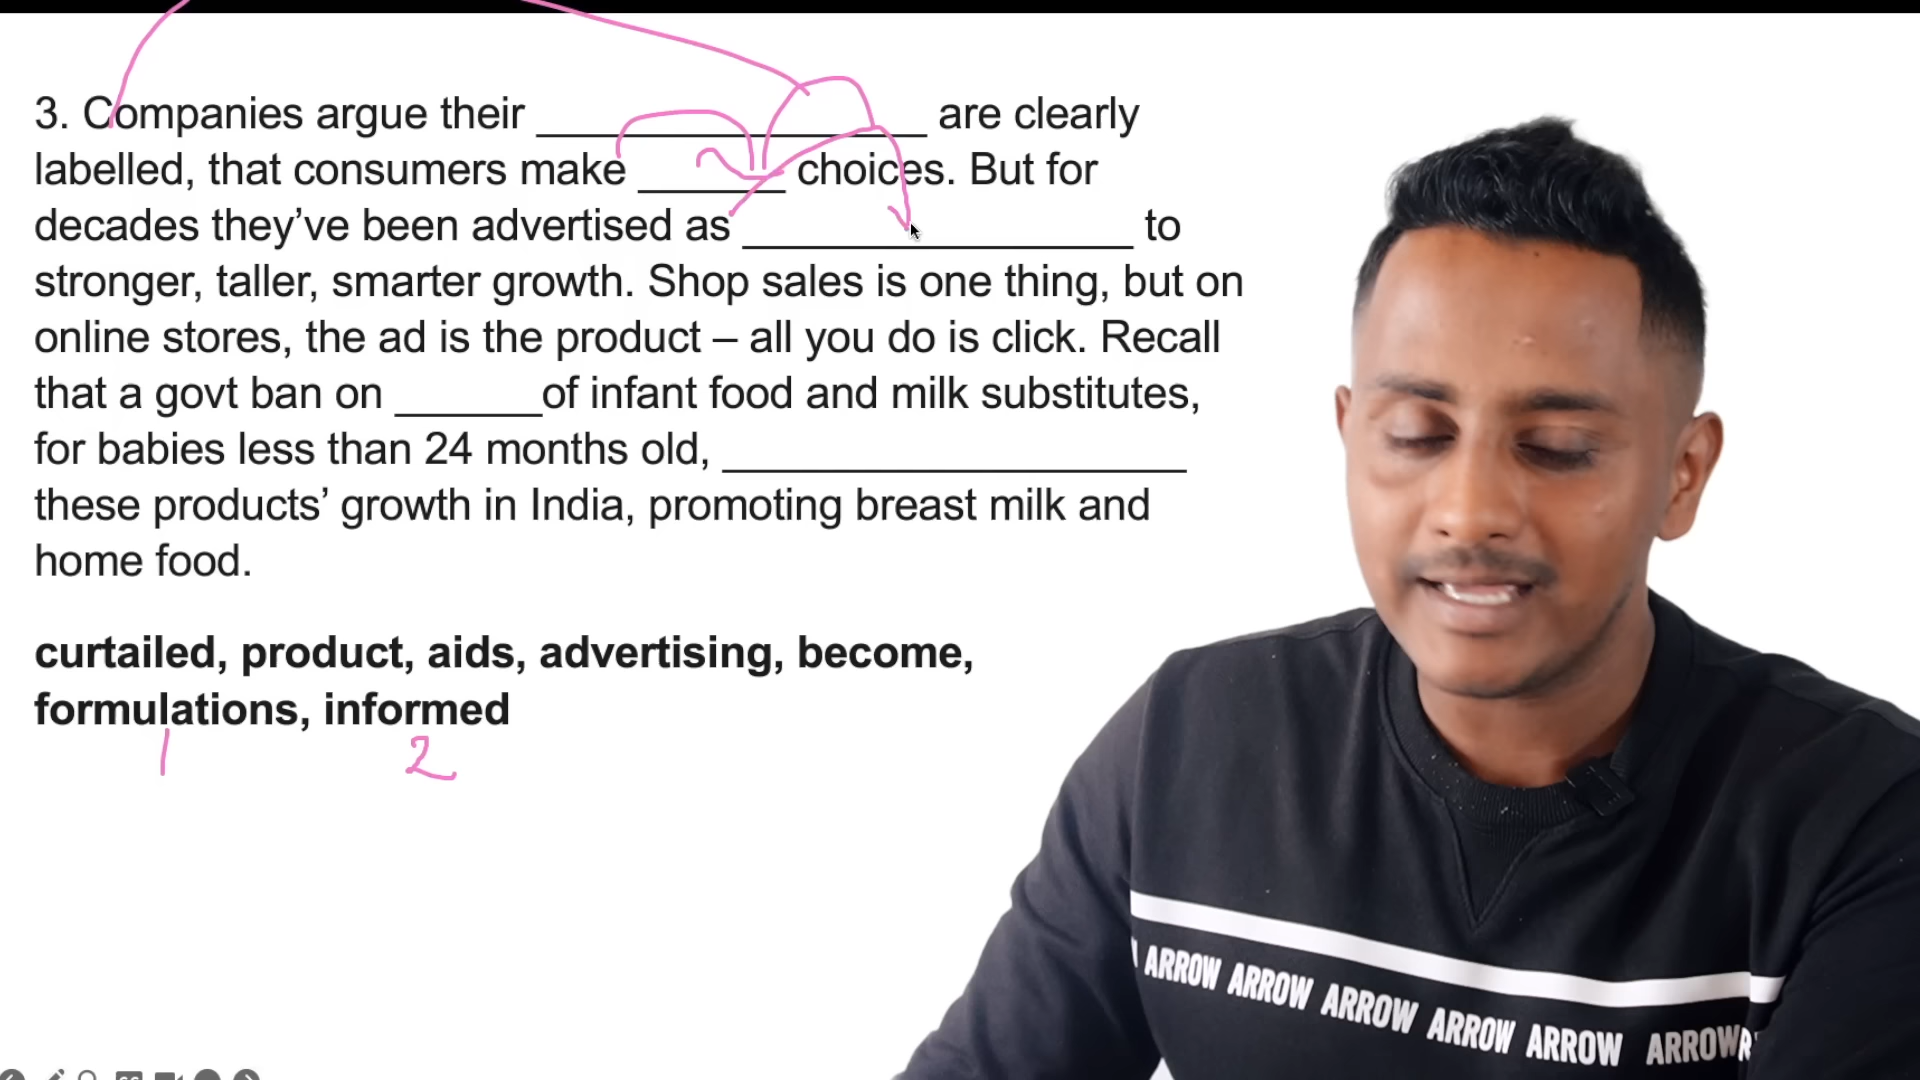 3. Companies argue their ________________ are clearly
labelled, that consumers make ______ choices. But for
decades they’ve been advertised as ________________ to
stronger, taller, smarter growth. Shop sales is one thing, but on
online stores, the ad is the product – all you do is click. Recall
that a govt ban on ______of infant food and milk substitutes,
for babies less than 24 months old, ___________________
these products’ growth in India, promoting breast milk and
home food.
curtailed, product, aids, advertising, become,
formulations, informed
1 2
ARROW ARROW ARROW ARROW ARROW ARROW